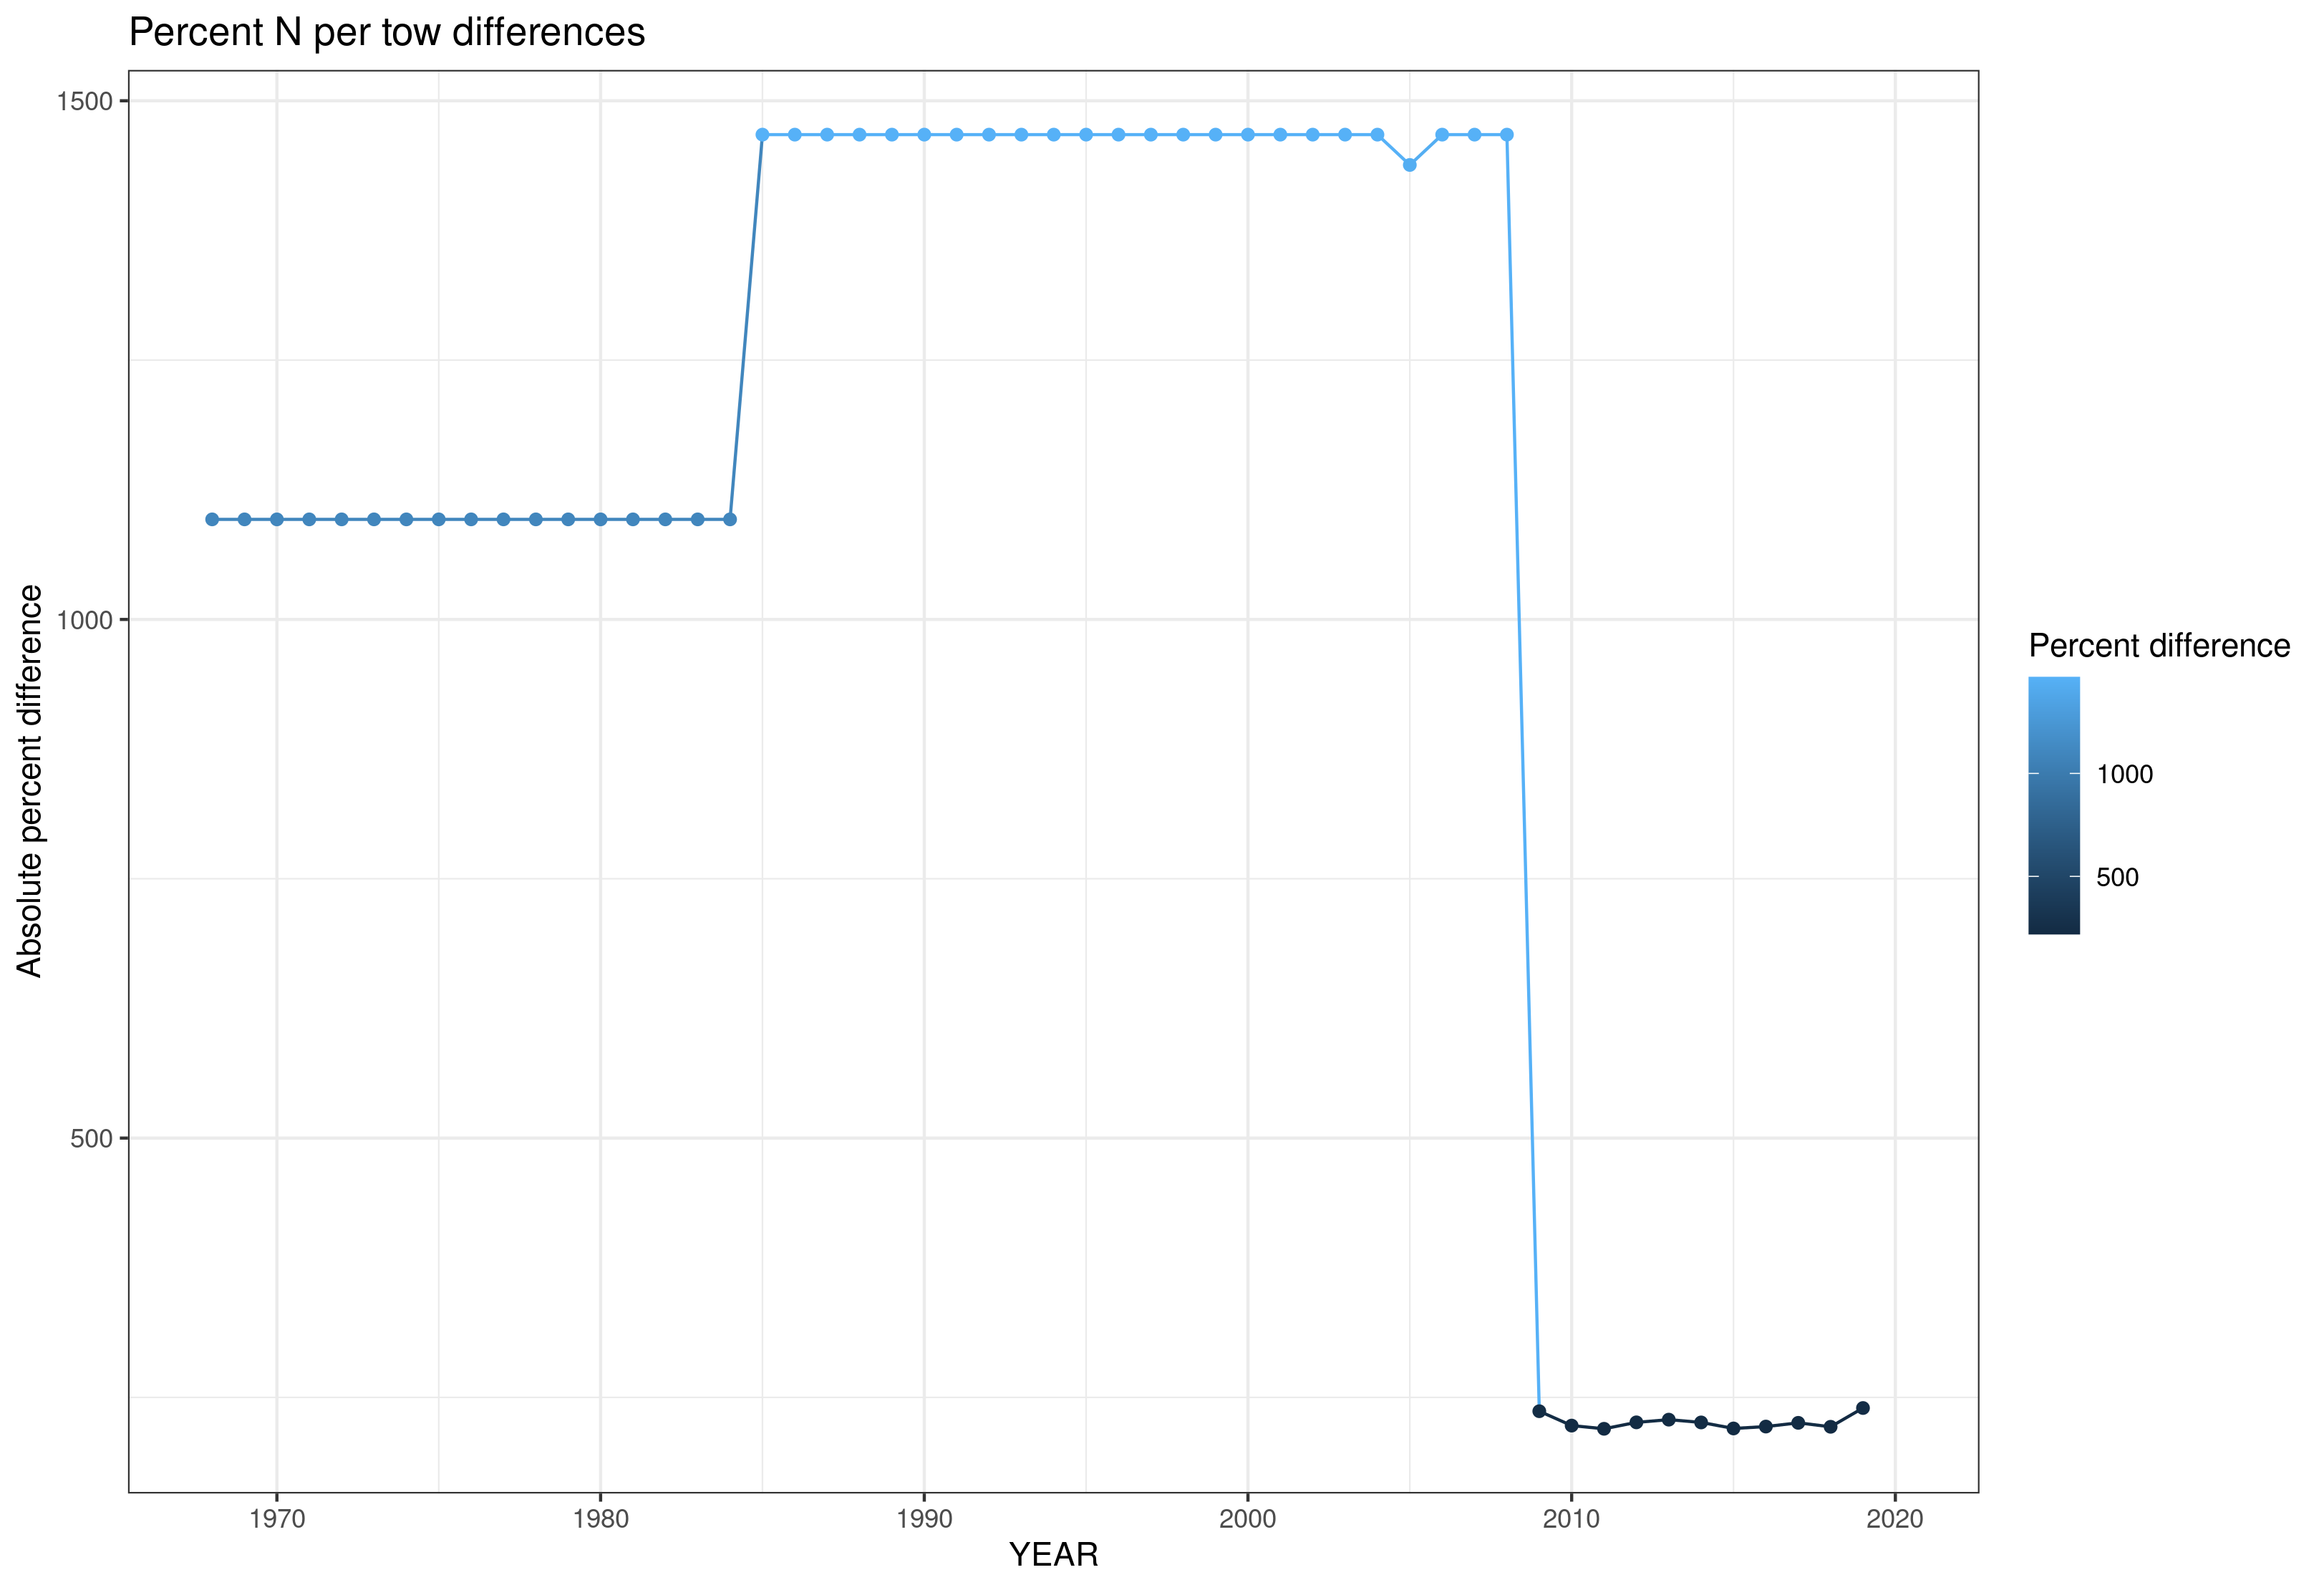 Percent N per tow differences
1500
1000
500
Absolute percent difference
1970
1980
1990
2000
2010
2020
YEAR
Percent difference
1000
500